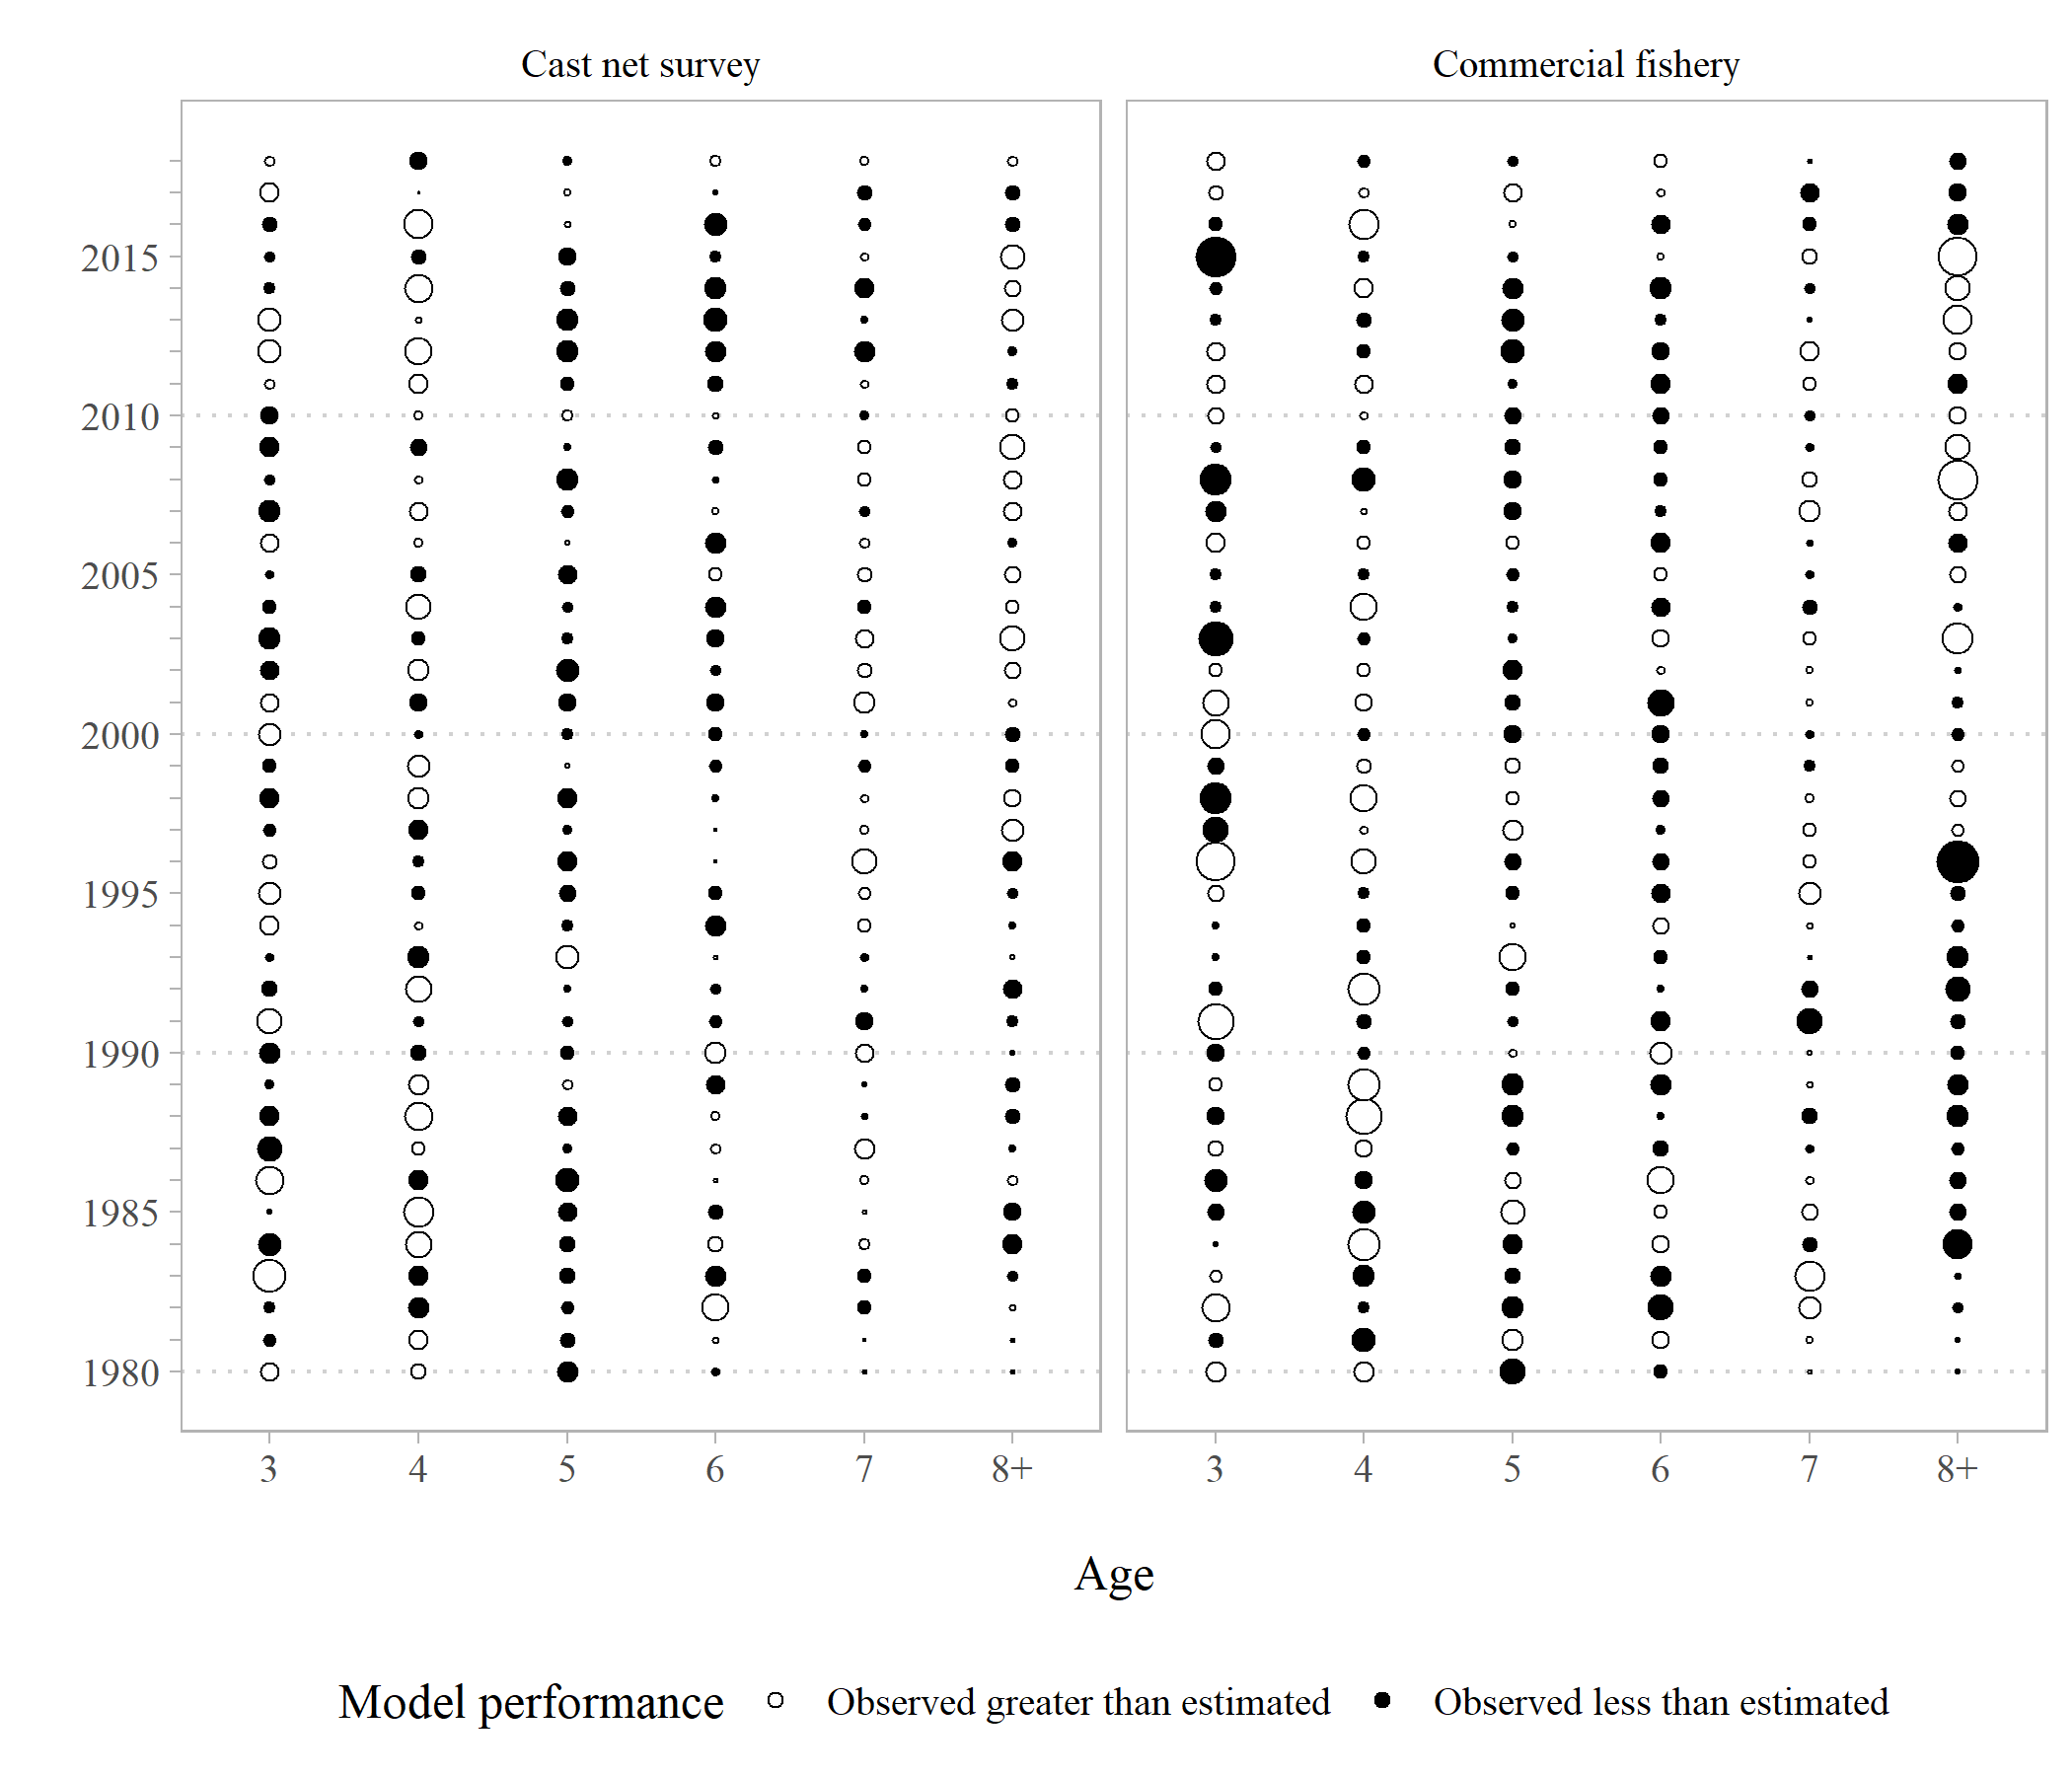 Cast net survey Commercial fishery
2015
2010
2005
2000
1995
1990
1985
1980
3 4 5 6 7 8+ 3 4 5 6 7 8+
Age
Model performance Observed greater than estimated Observed less than estimated